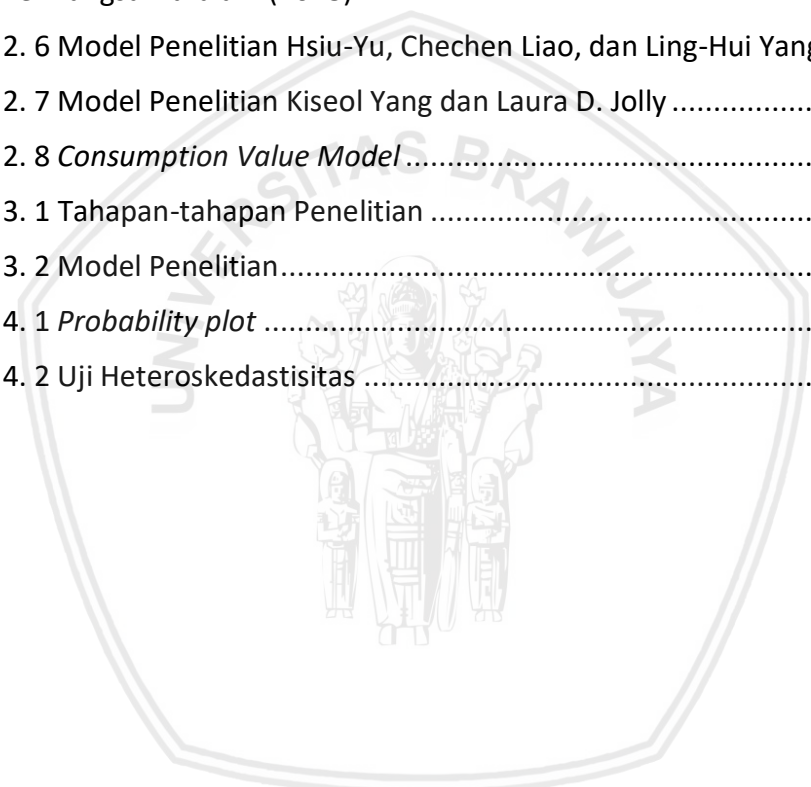 2. 6 Model Penelitian Hsiu-Yu, Chechen Liao, dan Ling-Hui Yang
2. 7 Model Penelitian Kiseol Yang dan Laura D. Jolly ..................
2. 8 Consumption Value Model ..................................................
3. 1 Tahapan-tahapan Penelitian ...............................................
3. 2 Model Penelitian..................................................................
4. 1 Probability plot ....................................................................
4. 2 Uji Heteroskedastisitas .......................................................
UNIVERSITAS BRAWIJAYA